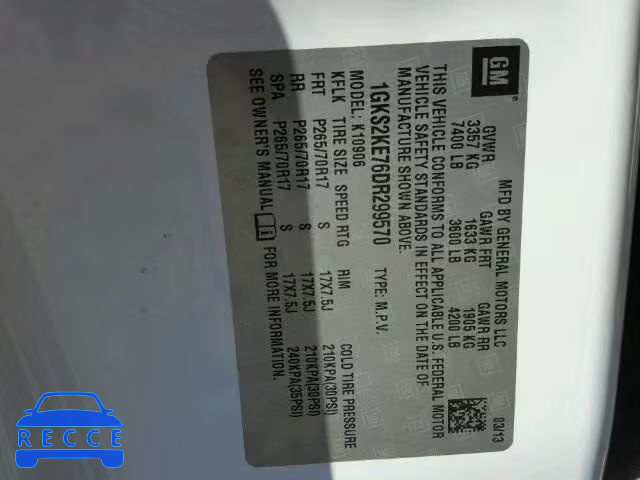 GM
MFD BY GENERAL MOTORS LLC 03/13
GVWR GAWR FRT GAWR RR
3357 KG 1633 KG 1905 KG
7400 LB 3600 LB 4200 LB
THIS VEHICLE CONFORMS TO ALL APPLICABLE U.S. FEDERAL MOTOR
VEHICLE SAFETY STANDARDS IN EFFECT ON THE DATE OF
MANUFACTURE SHOWN ABOVE.
1GKS2KE76DR299570 TYPE: M.P.V.
MODEL: K10906
KFLK TIRE SIZE SPEED RTG RIM COLD TIRE PRESSURE
FRT P265/70R17 S 17X7.5J 210KPA(30PSI)
RR P265/70R17 S 17X7.5J 210KPA(30PSI)
SPA P265/70R17 S 17X7.5J 240KPA(35PSI)
SEE OWNER'S MANUAL FOR MORE INFORMATION.
RECCE